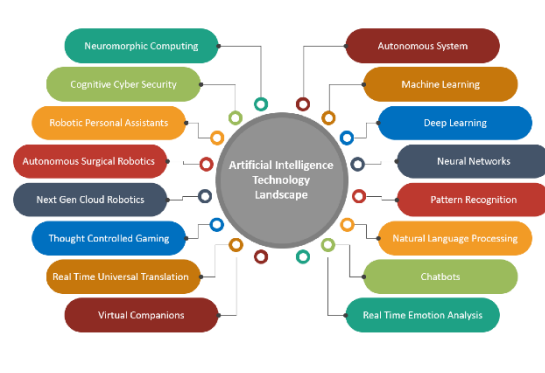 Neuromorphic Computing
Autonomous System
Cognitive Cyber Security
Machine Learning
Robotic Personal Assistants
Deep Learning
Autonomous Surgical Robotics
Neural Networks
Artificial Intelligence
Technology
Landscape
Next Gen Cloud Robotics
Pattern Recognition
Thought Controlled Gaming
Natural Language Processing
Real Time Universal Translation
Chatbots
Virtual Companions
Real Time Emotion Analysis